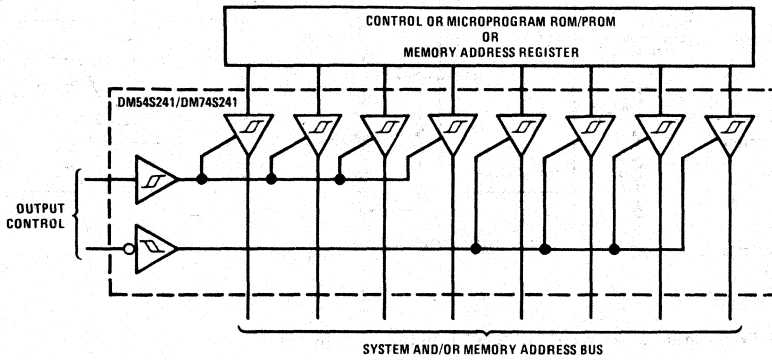 CONTROL OR MICROPROGRAM ROM/PROM
OR
MEMORY ADDRESS REGISTER
DM54S241/DM74S241
OUTPUT
CONTROL
SYSTEM AND/OR MEMORY ADDRESS BUS